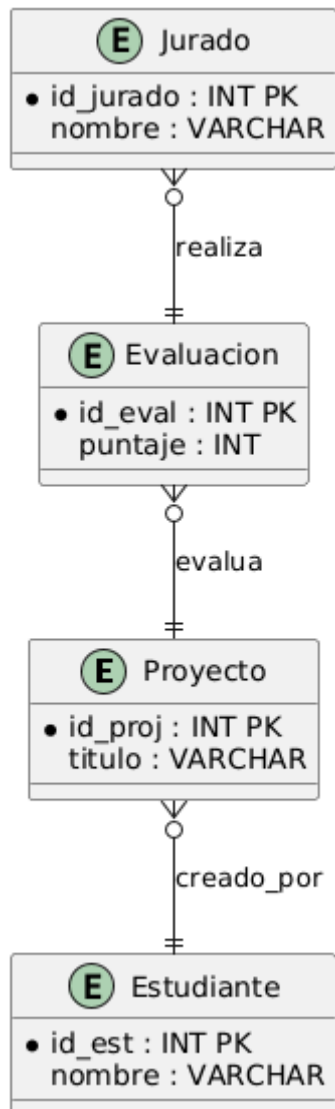 E Jurado
id_jurado : INT PK
nombre : VARCHAR
realiza
E Evaluacion
id_eval : INT PK
puntaje : INT
evalua
E Proyecto
id_proj : INT PK
titulo : VARCHAR
creado_por
E Estudiante
id_est : INT PK
nombre : VARCHAR